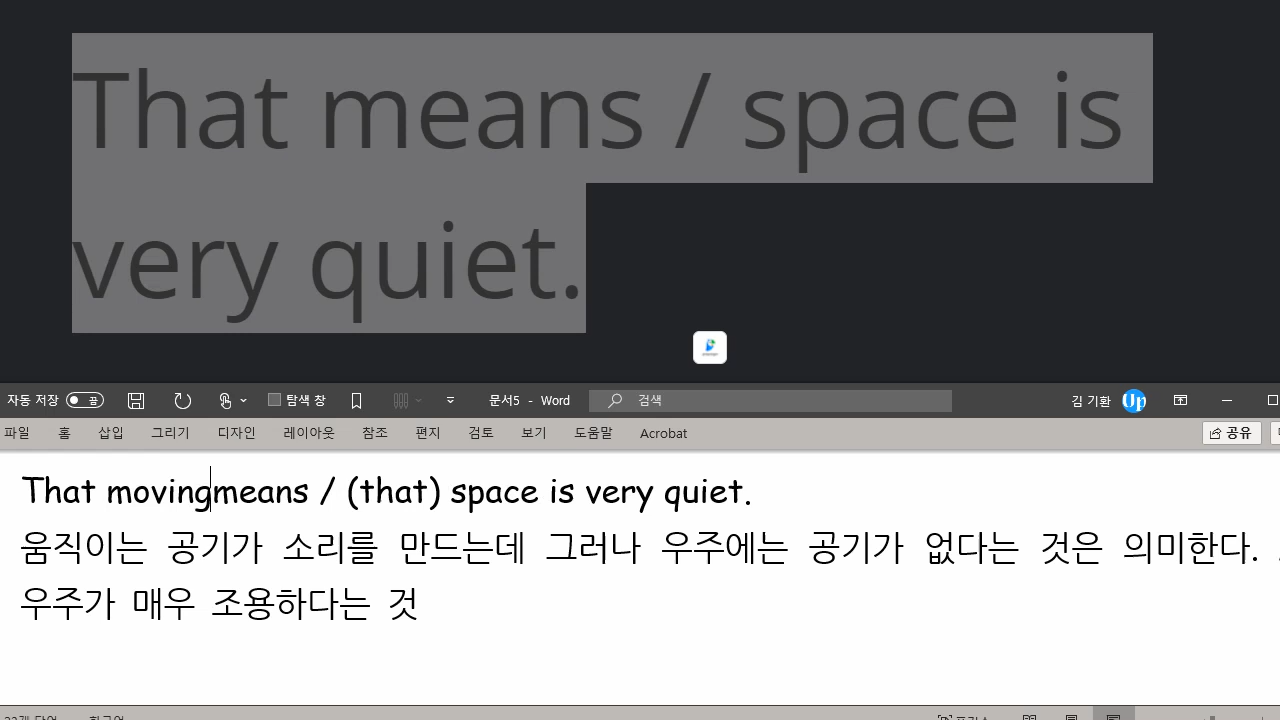 That means / space is
very quiet.
자동 저장 끔 탐색 창 문서5 - Word 검색 김 기환
파일 홈 삽입 그리기 디자인 레이아웃 참조 편지 검토 보기 도움말 Acrobat 공유
That movingmeans / (that) space is very quiet.
움직이는 공기가 소리를 만드는데 그러나 우주에는 공기가 없다는 것은 의미한다.
우주가 매우 조용하다는 것